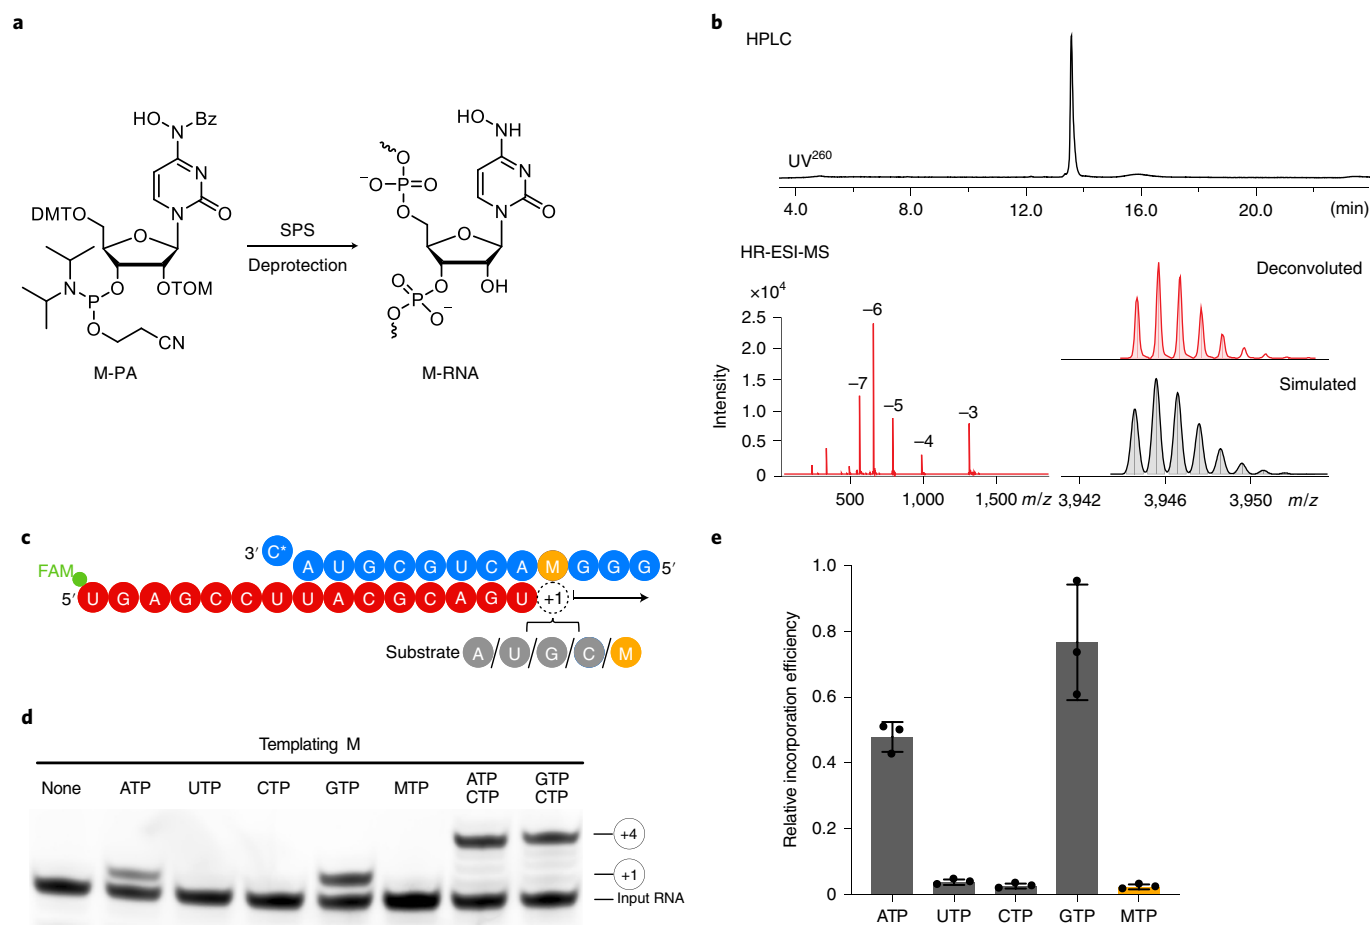 a
HO
N
Bz
N
N
O
DMTO
O
N
P
O
OTOM
O
CN
M-PA
SPS
Deprotection
HO
NH
N
N
O
O
−O
P
O
O
O
O
O
P
OH
O
O−
M-RNA
b
HPLC
UV260
4.0 8.0 12.0 16.0 20.0 (min)
HR-ESI-MS
×10⁴
Intensity
2.5
2.0
1.5
1.0
0.5
0
–7
–6
–5
–4
–3
500 1,000 1,500 m/z
Deconvoluted
Simulated
3,942 3,946 3,950 m/z
c
3′ C* A U G C G U C A M G G G 5′
FAM
5′ U G A G C C U U A C G C A G U +1
Substrate A / U / G / C / M
d
Templating M
None ATP UTP CTP GTP MTP ATP CTP GTP CTP
+4
+1
Input RNA
e
Relative incorporation efficiency
1.0
0.8
0.6
0.4
0.2
0
ATP UTP CTP GTP MTP